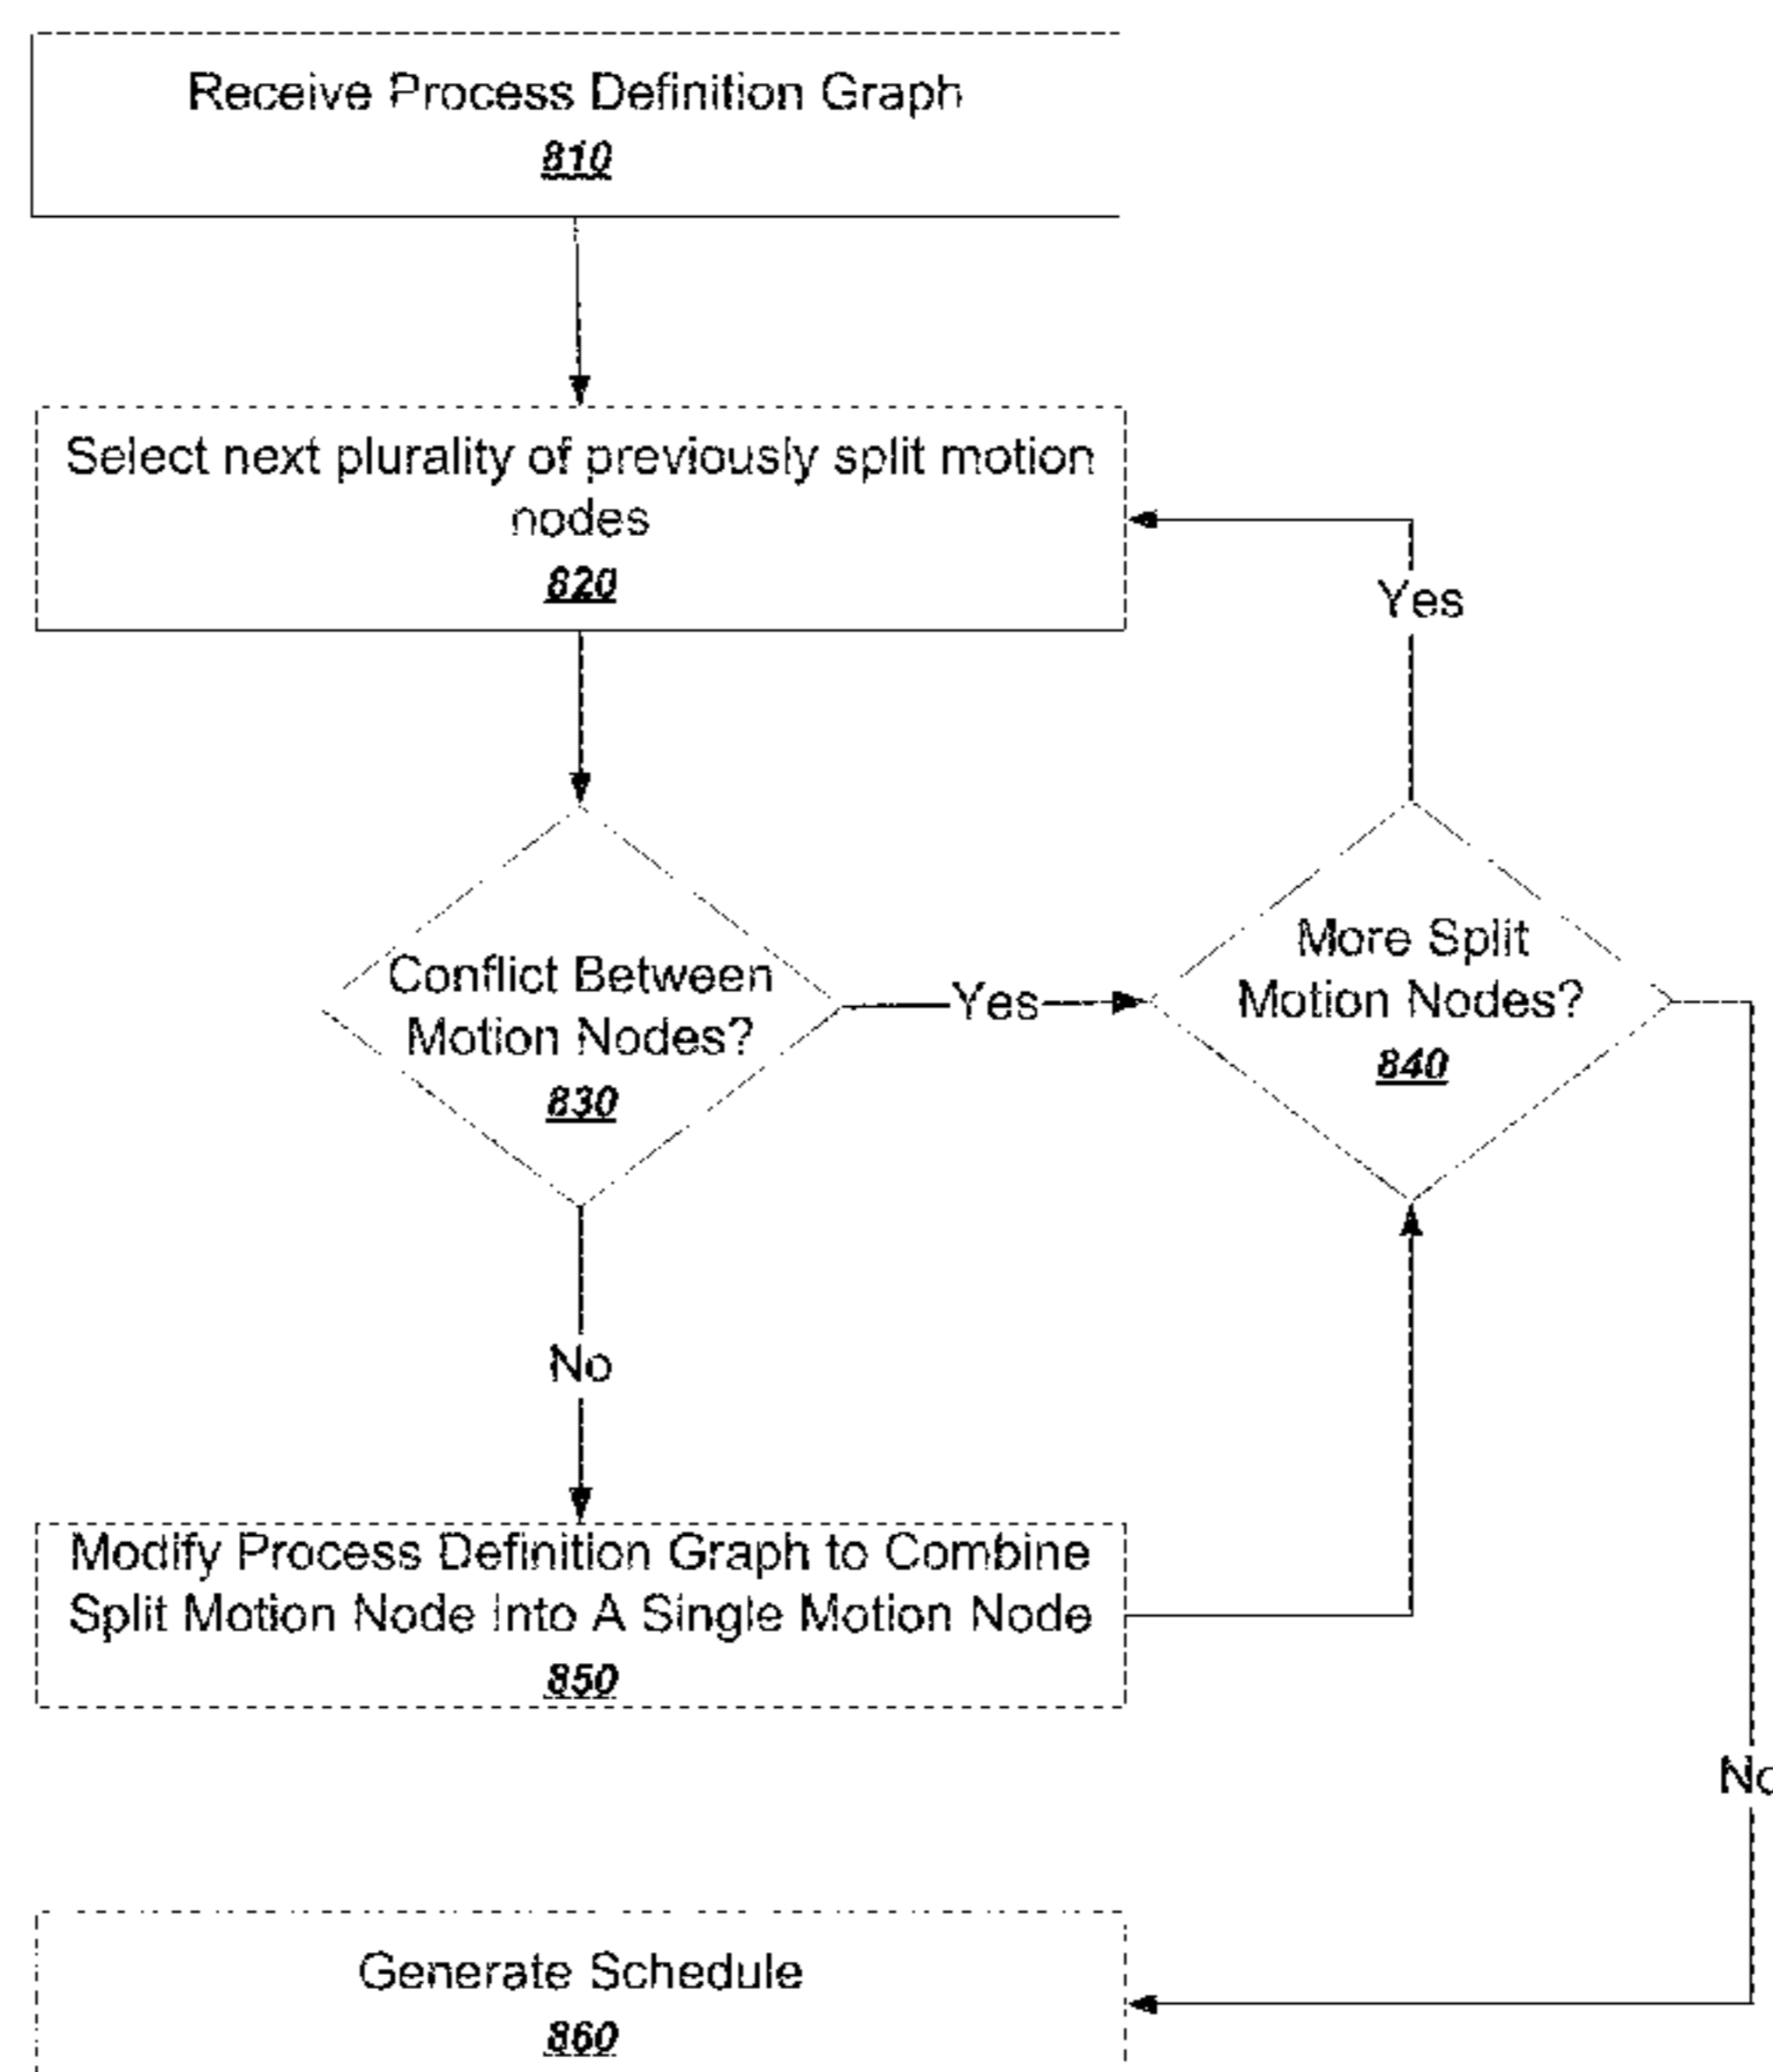 Receive Process Definition Graph
810
Select next plurality of previously split motion
nodes
820
Yes
Conflict Between
Motion Nodes?
830
Yes
More Split
Motion Nodes?
840
No
Modify Process Definition Graph to Combine
Split Motion Node Into A Single Motion Node
850
No
Generate Schedule
860